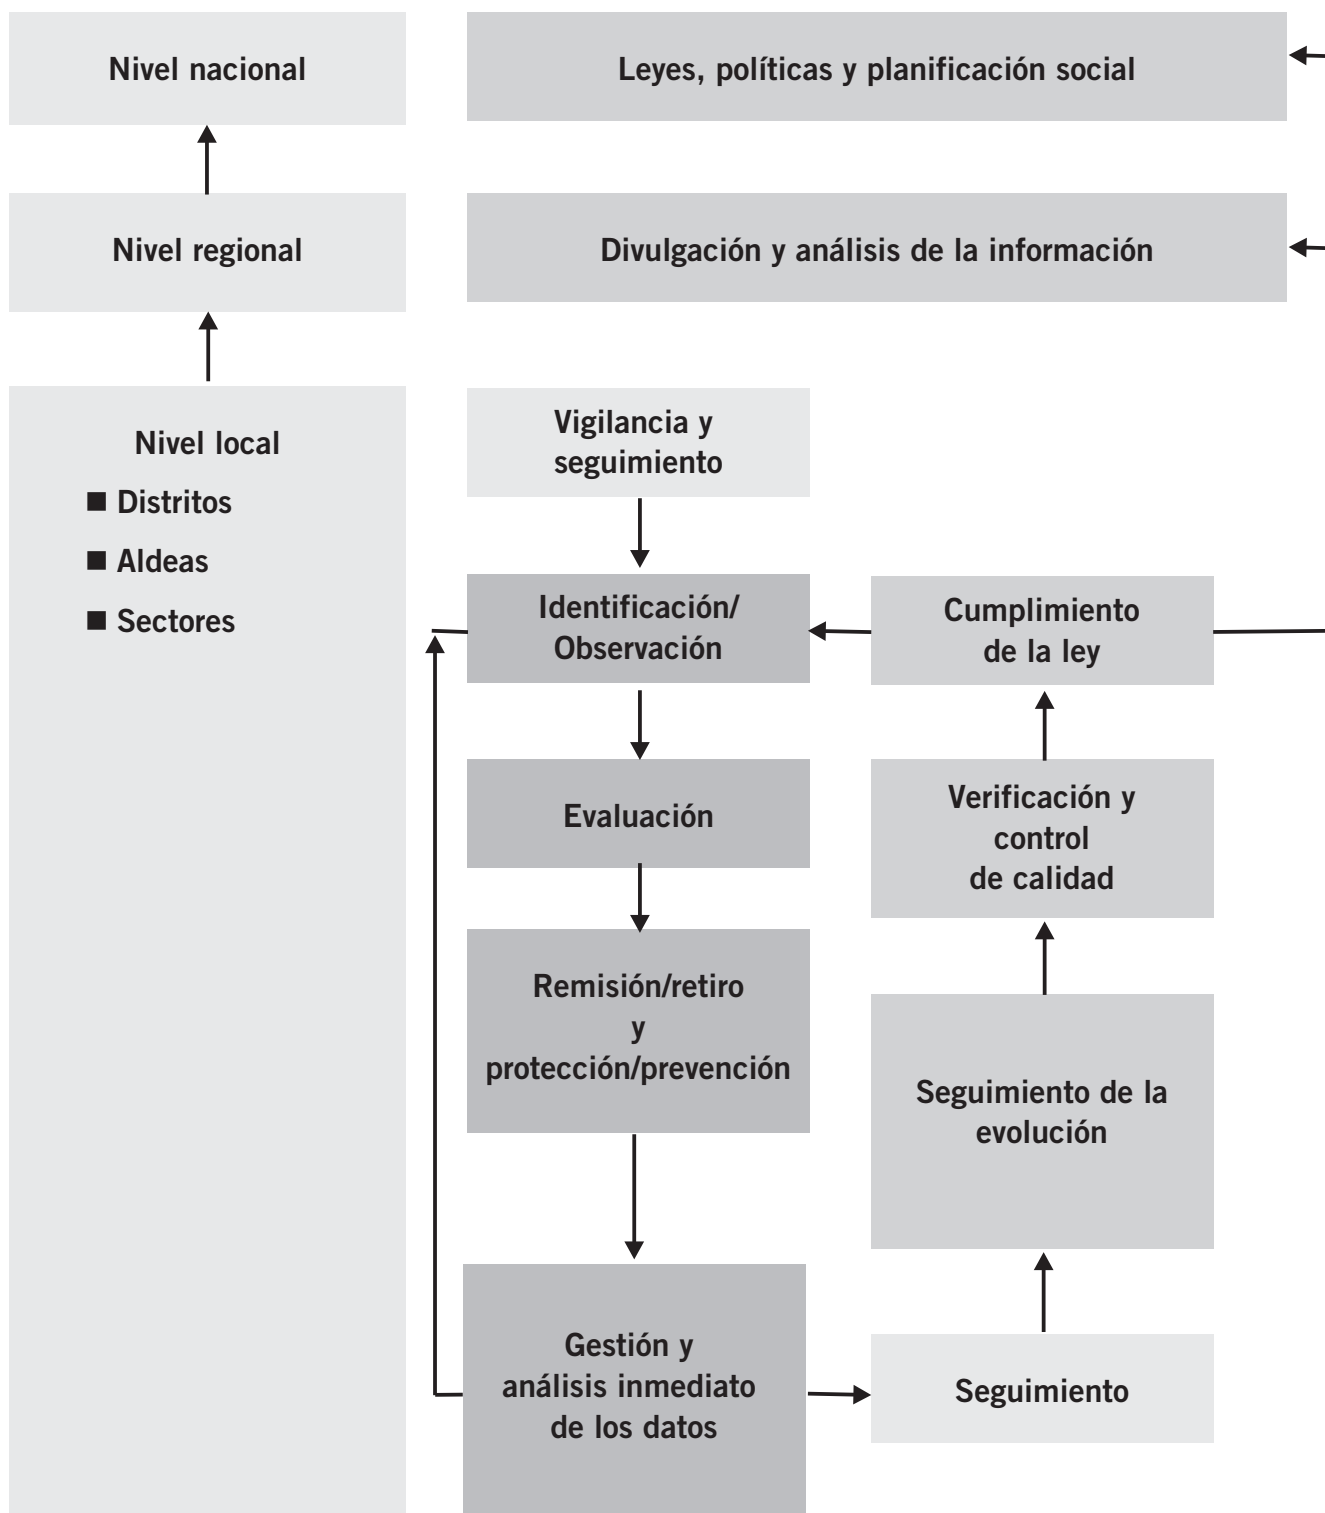 Nivel nacional
Leyes, políticas y planificación social
Nivel regional
Divulgación y análisis de la información
Nivel local
■ Distritos
■ Aldeas
■ Sectores
Vigilancia y
seguimiento
Identificación/
Observación
Evaluación
Remisión/retiro
y
protección/prevención
Gestión y
análisis inmediato
de los datos
Cumplimiento
de la ley
Verificación y
control
de calidad
Seguimiento de la
evolución
Seguimiento